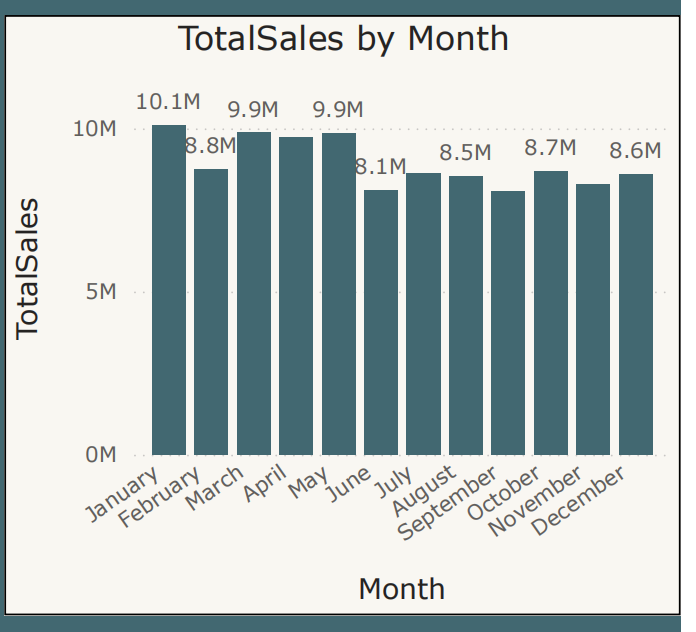 TotalSales by Month
TotalSales
10M
5M
0M
10.1M
8.8M
9.9M
9.9M
8.1M
8.5M
8.7M
8.6M
January
February
March
April
May
June
July
August
September
October
November
December
Month